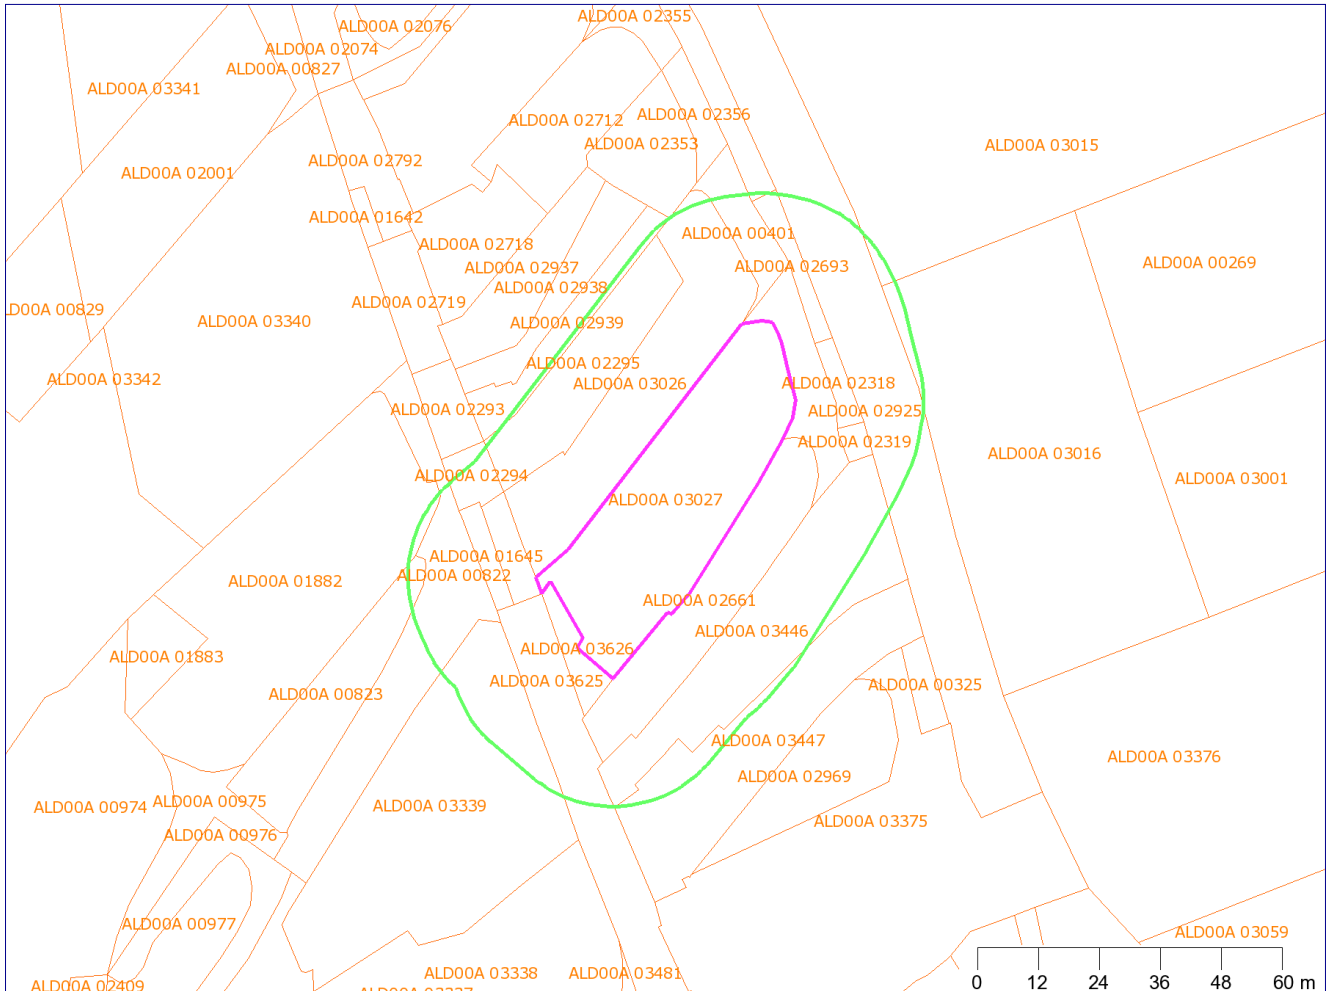 ALD00A 02355
ALD00A 02076
ALD00A 02074
ALD00A 00827
ALD00A 03341
ALD00A 02712
ALD00A 02356
ALD00A 02353
ALD00A 03015
ALD00A 02792
ALD00A 02001
ALD00A 01642
ALD00A 00401
ALD00A 02718
ALD00A 00269
ALD00A 02937
ALD00A 02693
ALD00A 02938
ALD00A 02719
LD00A 00829
ALD00A 03340
ALD00A 02939
ALD00A 02295
ALD00A 03342
ALD00A 03026
ALD00A 02318
ALD00A 02293
ALD00A 02925
ALD00A 02319
ALD00A 03016
ALD00A 02294
ALD00A 03001
ALD00A 03027
ALD00A 01645
ALD00A 00822
ALD00A 01882
ALD00A 02661
ALD00A 03446
ALD00A 03626
ALD00A 01883
ALD00A 03625
ALD00A 00325
ALD00A 00823
ALD00A 03447
ALD00A 03376
ALD00A 02969
ALD00A 00975
ALD00A 00974
ALD00A 03339
ALD00A 03375
ALD00A 00976
ALD00A 00977
ALD00A 03059
ALD00A 03338
ALD00A 03481
ALD00A 02409
0 12 24 36 48 60 m